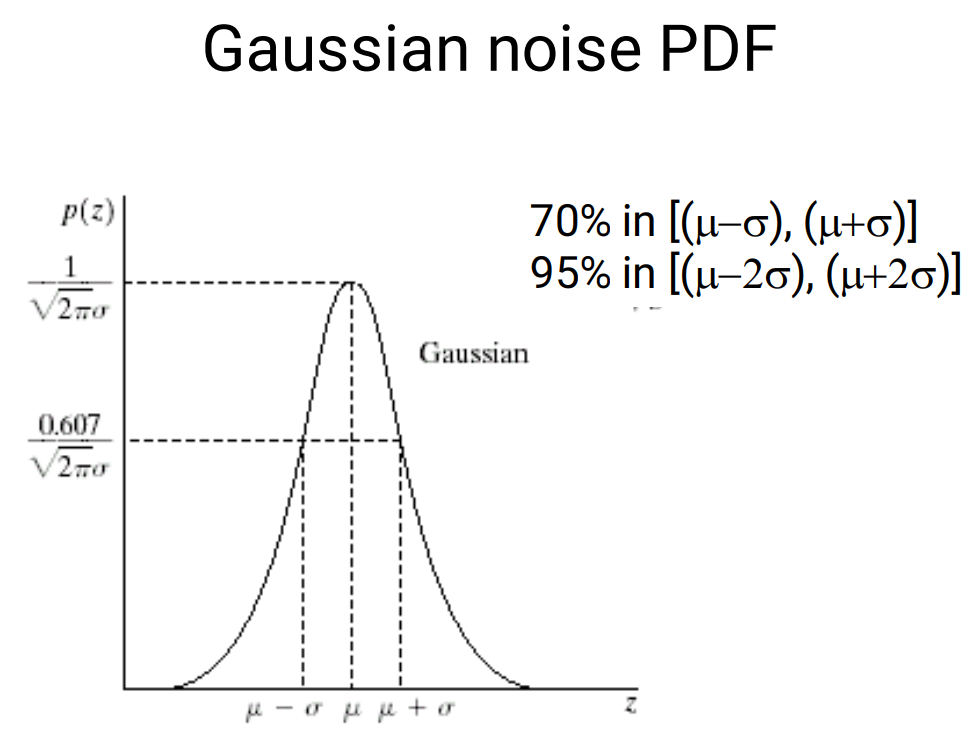 Gaussian noise PDF
p(z)
70% in [(μ−σ), (μ+σ)]
95% in [(μ−2σ), (μ+2σ)]
1
√2πσ
Gaussian
0.607
√2πσ
μ − σ μ μ + σ
z